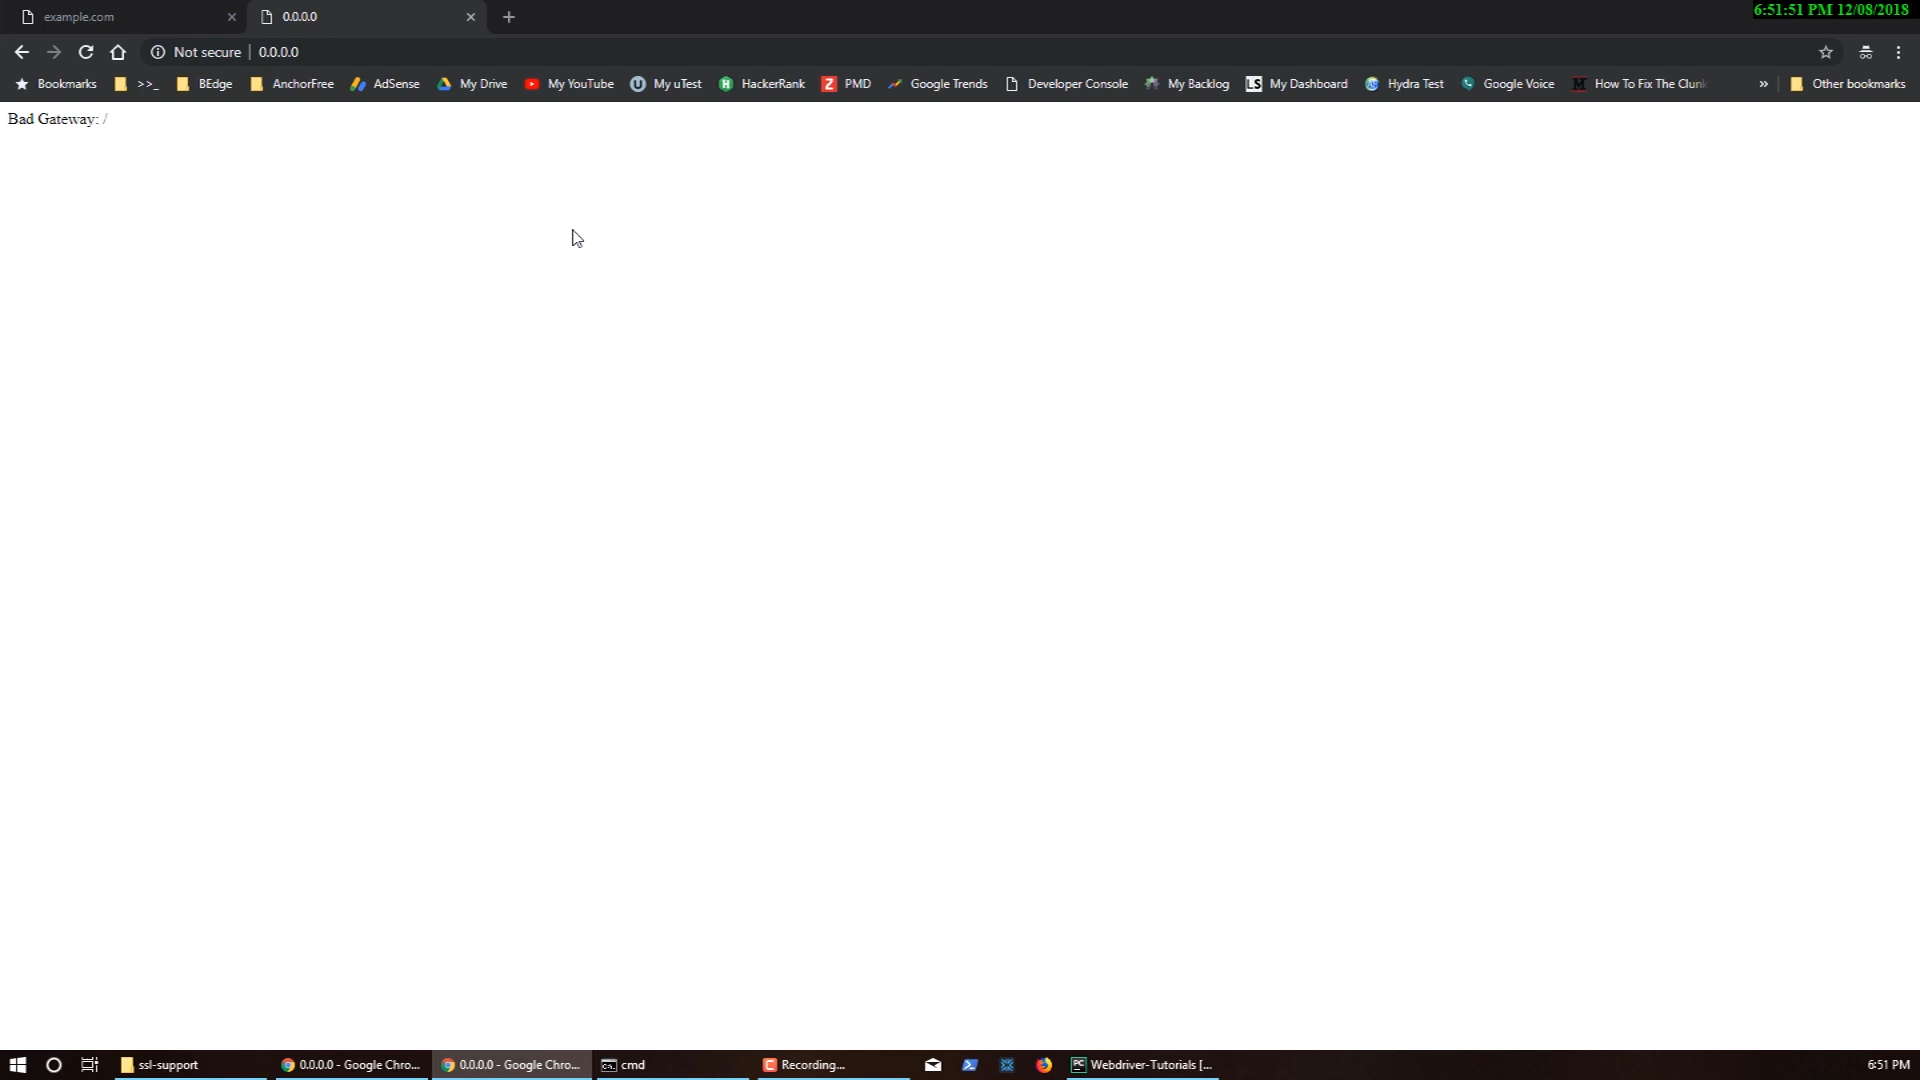 example.com
0.0.0.0
6:51:51 PM 12/08/2018
Not secure | 0.0.0.0
Bookmarks >>_ BEdge AnchorFree AdSense My Drive My YouTube My uTest HackerRank PMD Google Trends Developer Console My Backlog LS My Dashboard Hydra Test Google Voice How To Fix The Clunk » Other bookmarks
Bad Gateway: /
ssl-support 0.0.0.0 - Google Chro... 0.0.0.0 - Google Chro... cmd Recording... Webdriver-Tutorials [... 6:51 PM